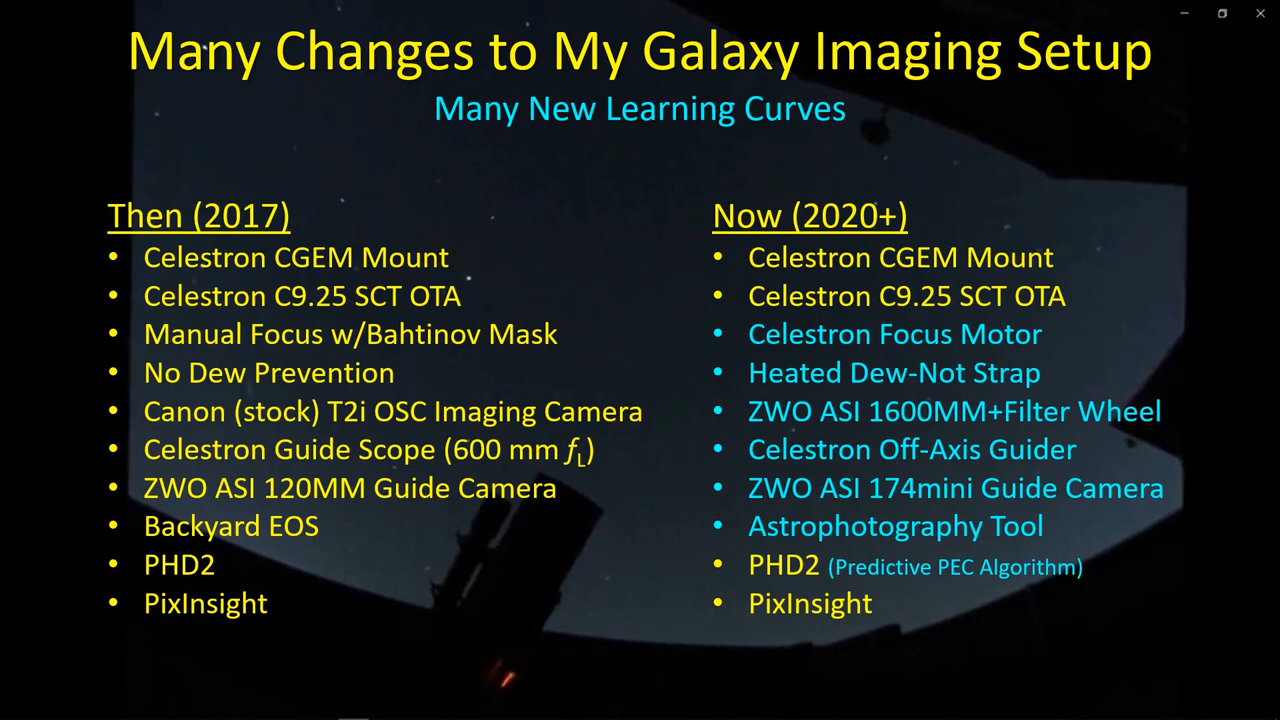 Many Changes to My Galaxy Imaging Setup
Many New Learning Curves
Then (2017)
• Celestron CGEM Mount
• Celestron C9.25 SCT OTA
• Manual Focus w/Bahtinov Mask
• No Dew Prevention
• Canon (stock) T2i OSC Imaging Camera
• Celestron Guide Scope (600 mm fL)
• ZWO ASI 120MM Guide Camera
• Backyard EOS
• PHD2
• PixInsight
Now (2020+)
• Celestron CGEM Mount
• Celestron C9.25 SCT OTA
• Celestron Focus Motor
• Heated Dew-Not Strap
• ZWO ASI 1600MM+Filter Wheel
• Celestron Off-Axis Guider
• ZWO ASI 174mini Guide Camera
• Astrophotography Tool
• PHD2 (Predictive PEC Algorithm)
• PixInsight